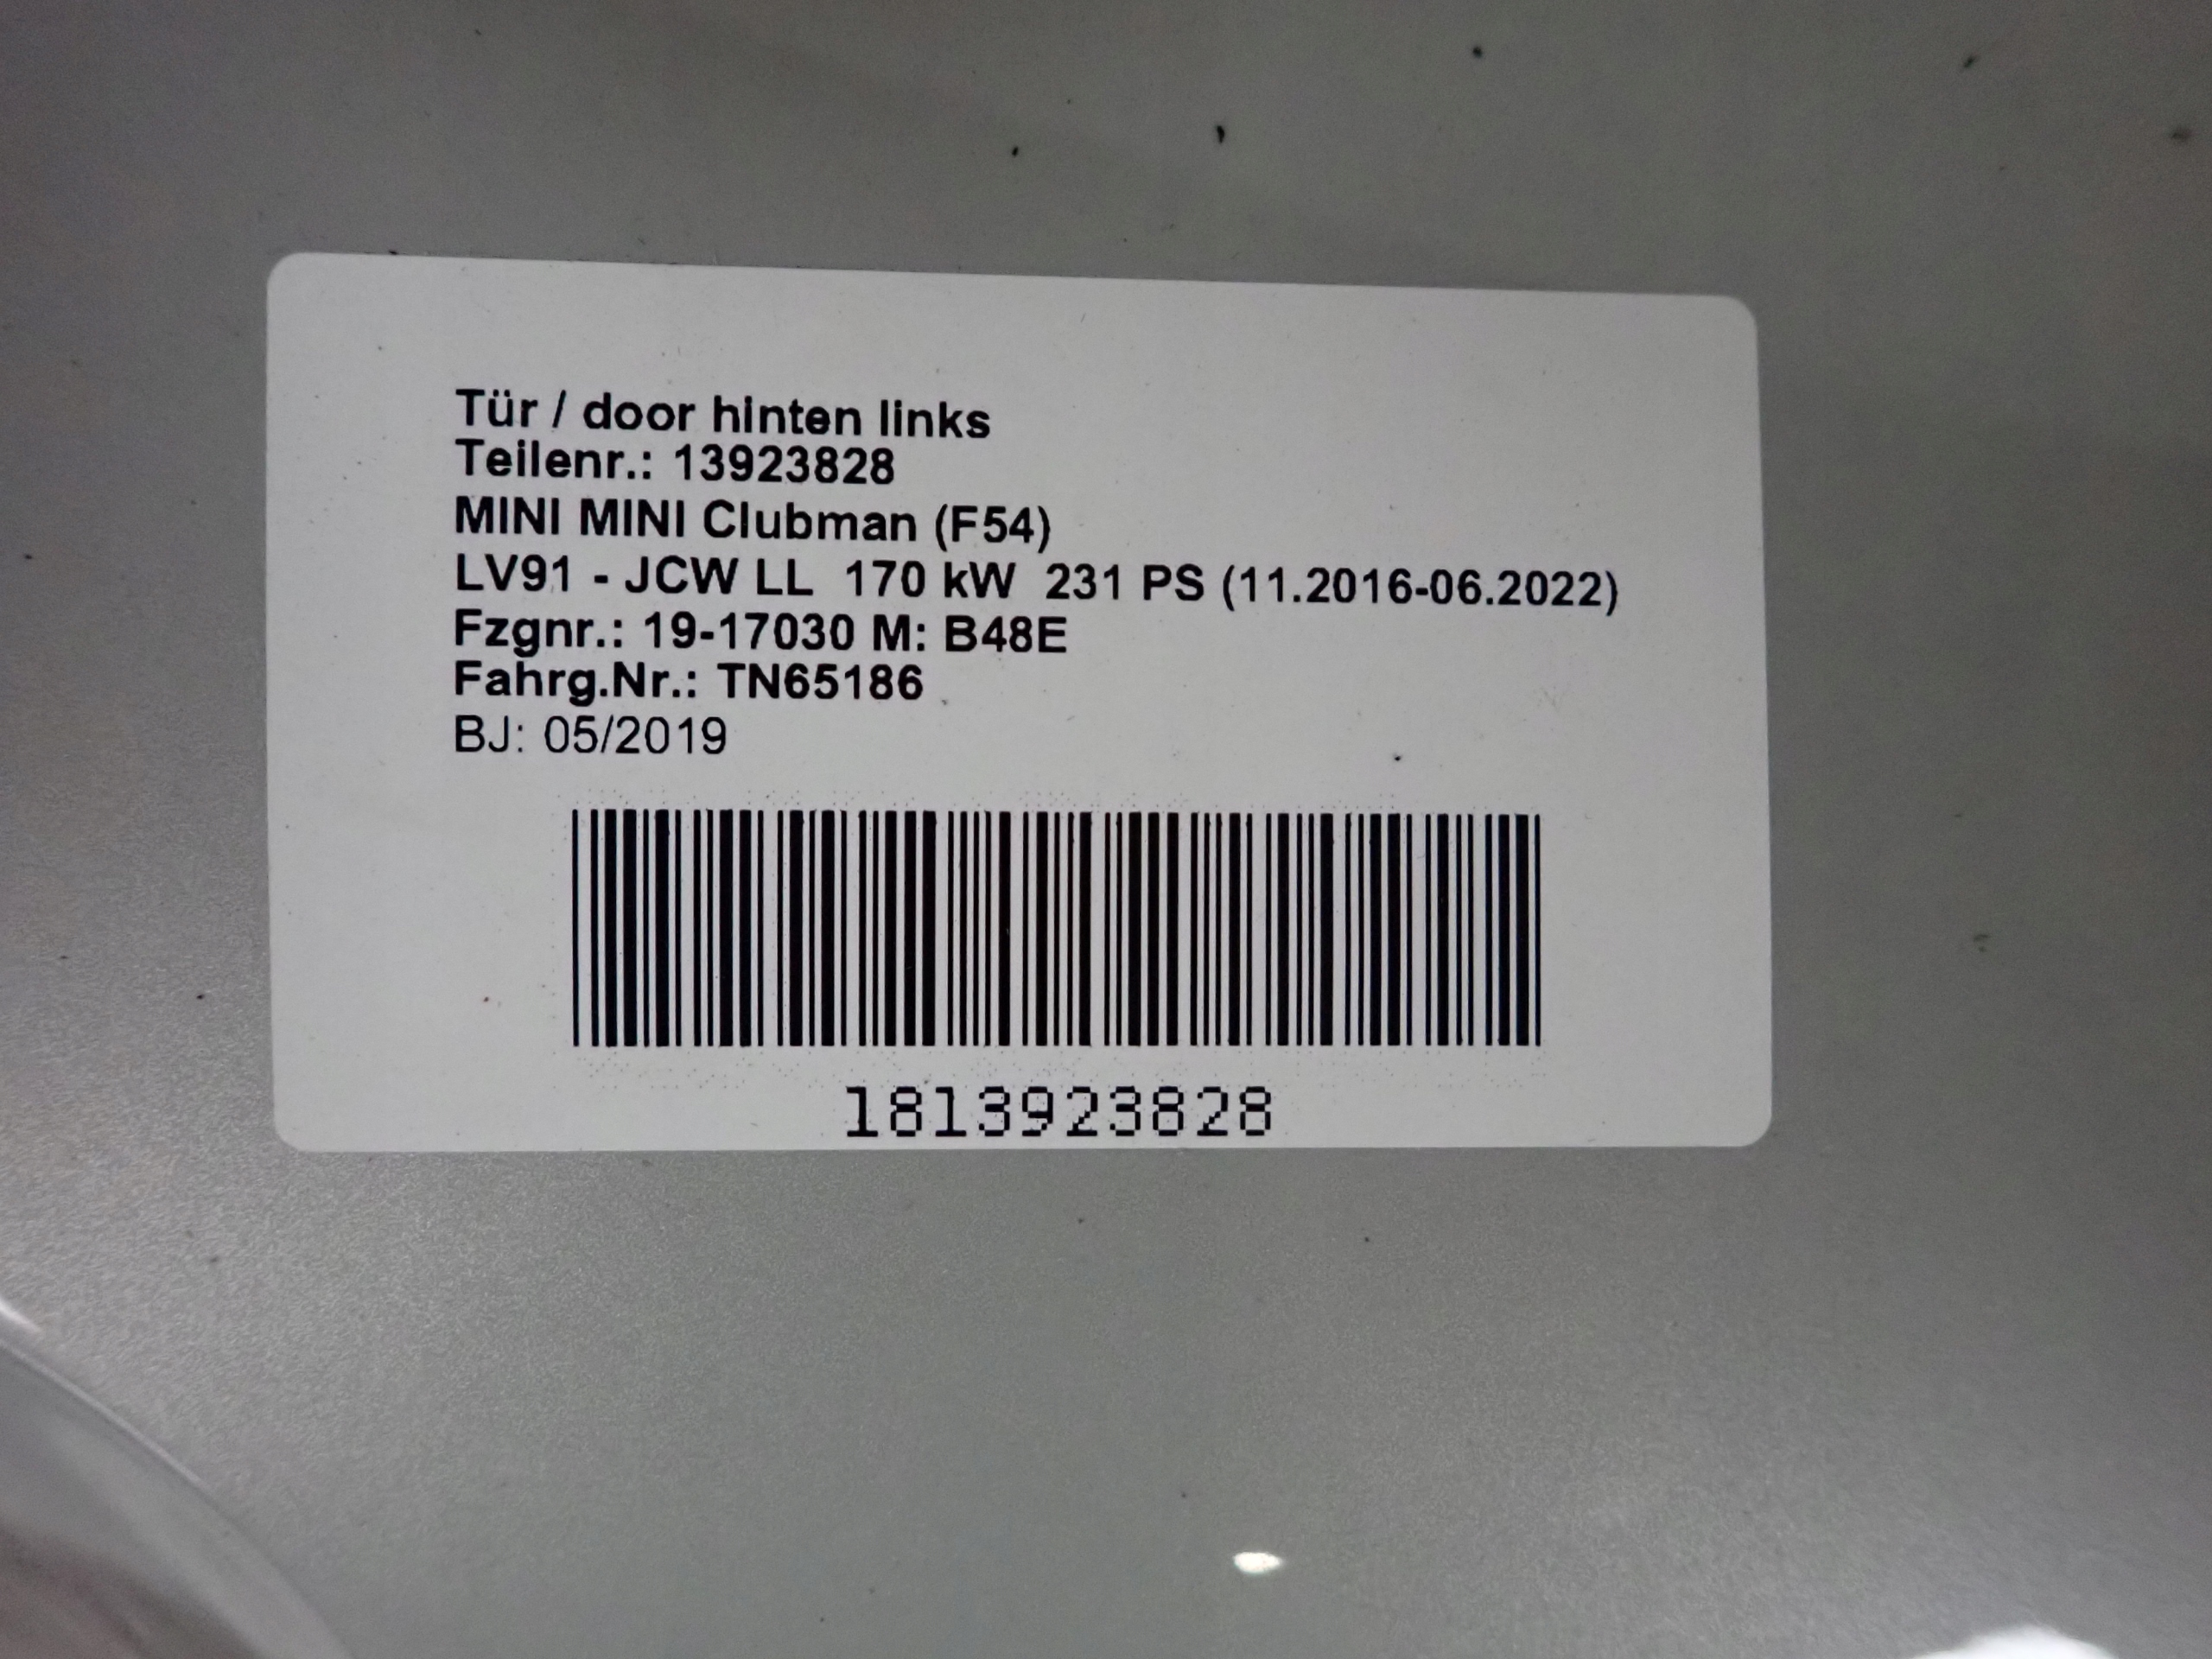 Tür / door hinten links
Teilenr.: 13923828
MINI MINI Clubman (F54)
LV91 - JCW LL  170 kW  231 PS (11.2016-06.2022)
Fzgnr.: 19-17030 M: B48E
Fahrg.Nr.: TN65186
BJ: 05/2019
1813923828